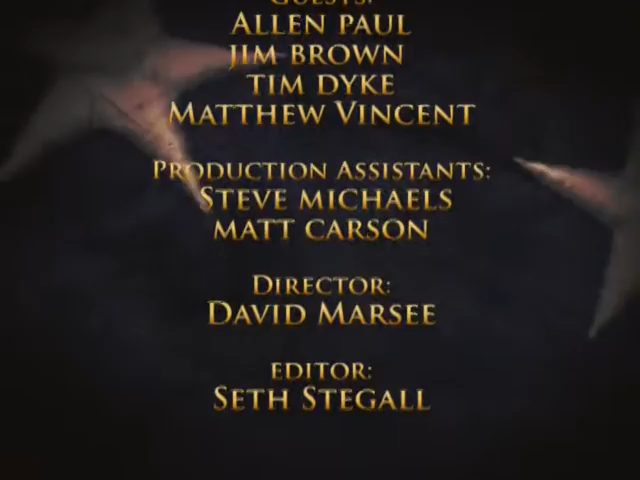 GUESTS:
ALLEN PAUL
JIM BROWN
TIM DYKE
MATTHEW VINCENT
PRODUCTION ASSISTANTS:
STEVE MICHAELS
MATT CARSON
DIRECTOR:
DAVID MARSEE
EDITOR:
SETH STEGALL